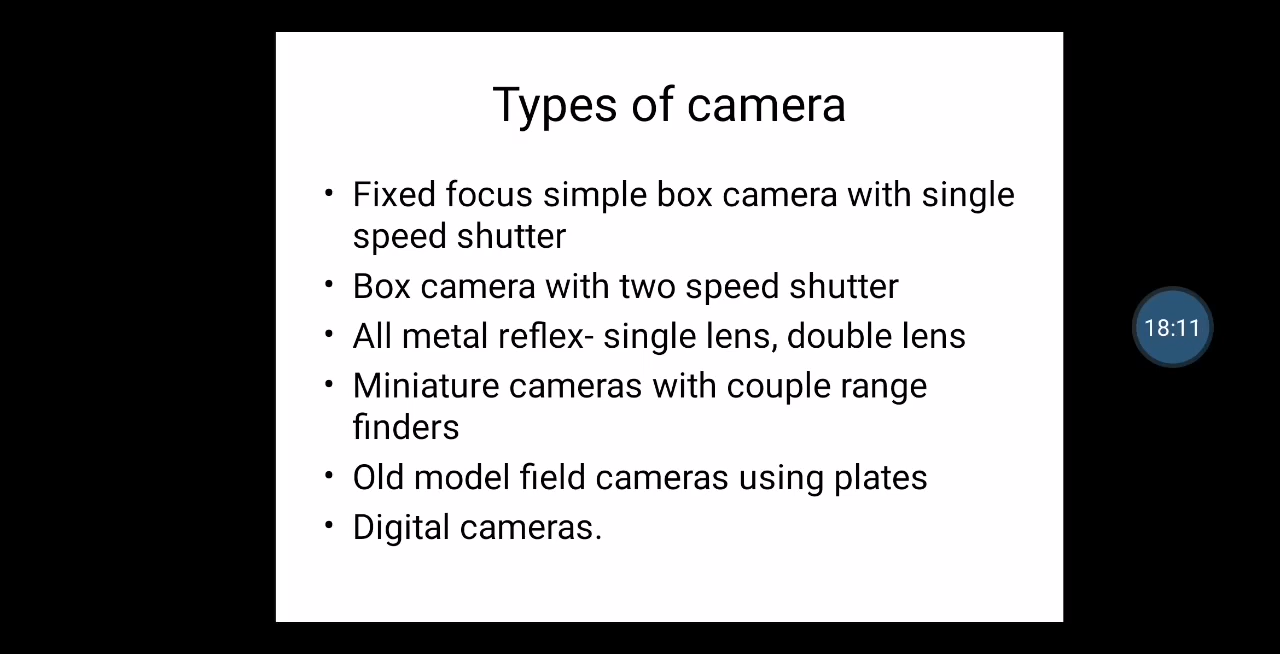 Types of camera
• Fixed focus simple box camera with single
speed shutter
• Box camera with two speed shutter
• All metal reflex- single lens, double lens
• Miniature cameras with couple range
finders
• Old model field cameras using plates
• Digital cameras.
18:11